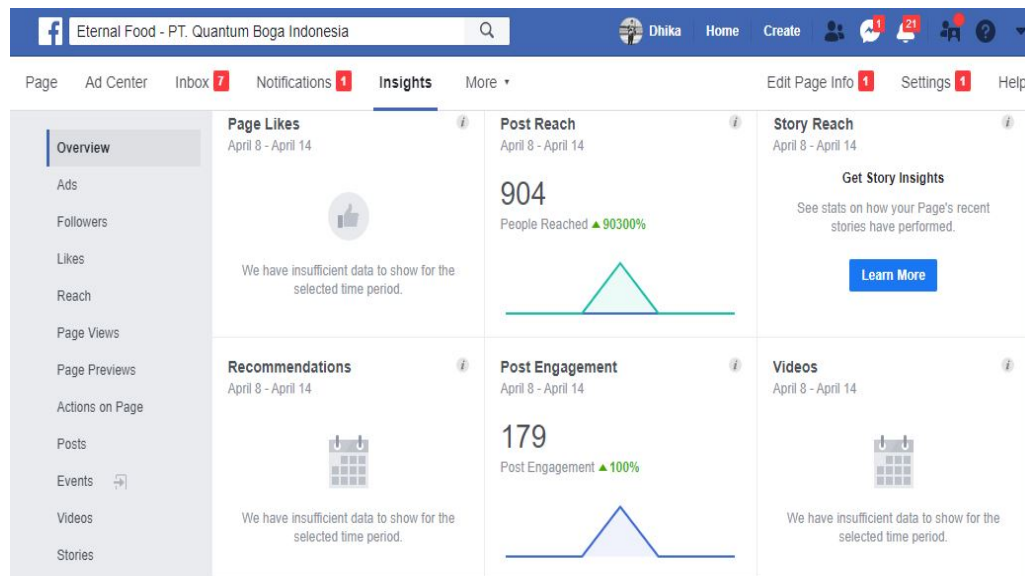 f Eternal Food - PT. Quantum Boga Indonesia Dhika Home Create 1 21 ?
Page Ad Center Inbox 7 Notifications 1 Insights More Edit Page Info 1 Settings 1 Help
Overview
Ads
Followers
Likes
Reach
Page Views
Page Previews
Actions on Page
Posts
Events
Videos
Stories
Page Likes i
April 8 - April 14
We have insufficient data to show for the
selected time period.
Post Reach i
April 8 - April 14
904
People Reached ▲ 90300%
Story Reach i
April 8 - April 14
Get Story Insights
See stats on how your Page's recent
stories have performed.
Learn More
Recommendations i
April 8 - April 14
We have insufficient data to show for the
selected time period.
Post Engagement i
April 8 - April 14
179
Post Engagement ▲ 100%
Videos i
April 8 - April 14
We have insufficient data to show for the
selected time period.